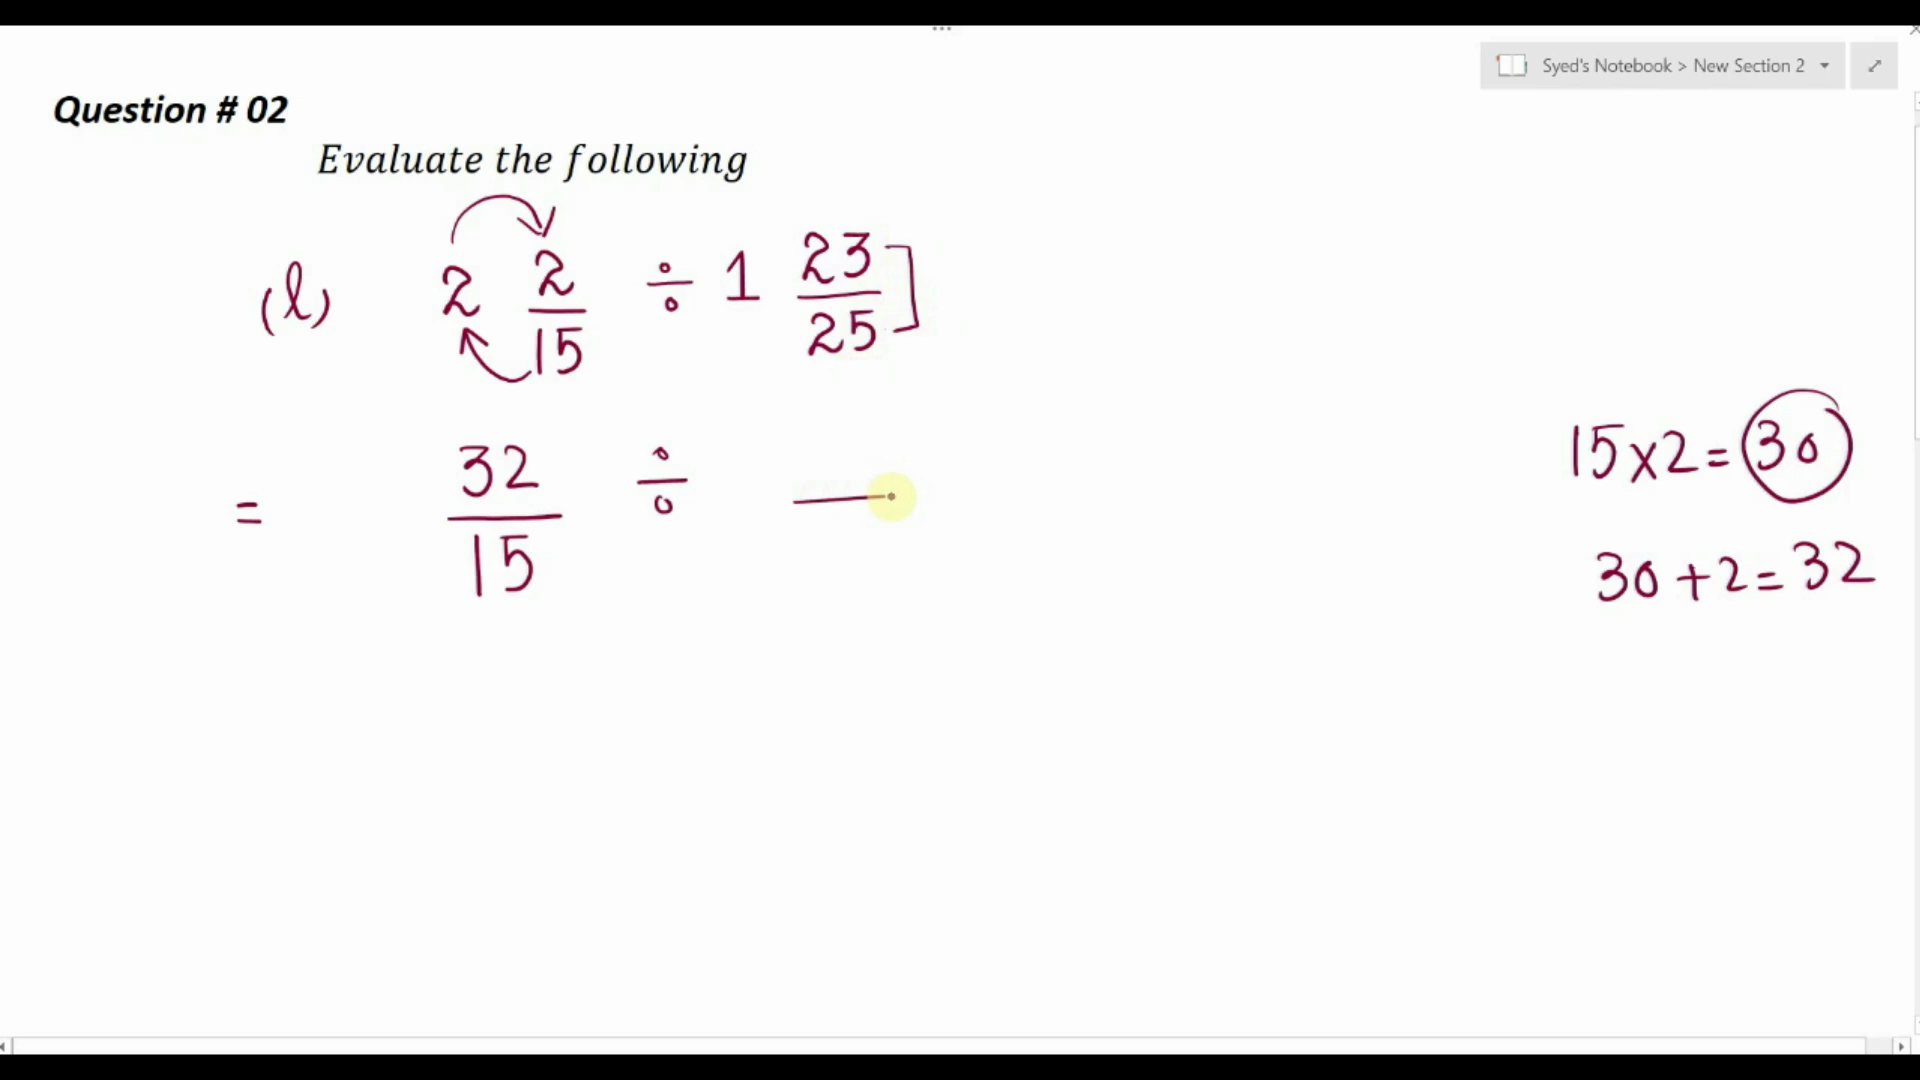 Syed's Notebook > New Section 2
Question # 02
Evaluate the following
(l) 2 2/15 ÷ 1 23/25 ]
= 32/15 ÷
15x2=30
30+2=32